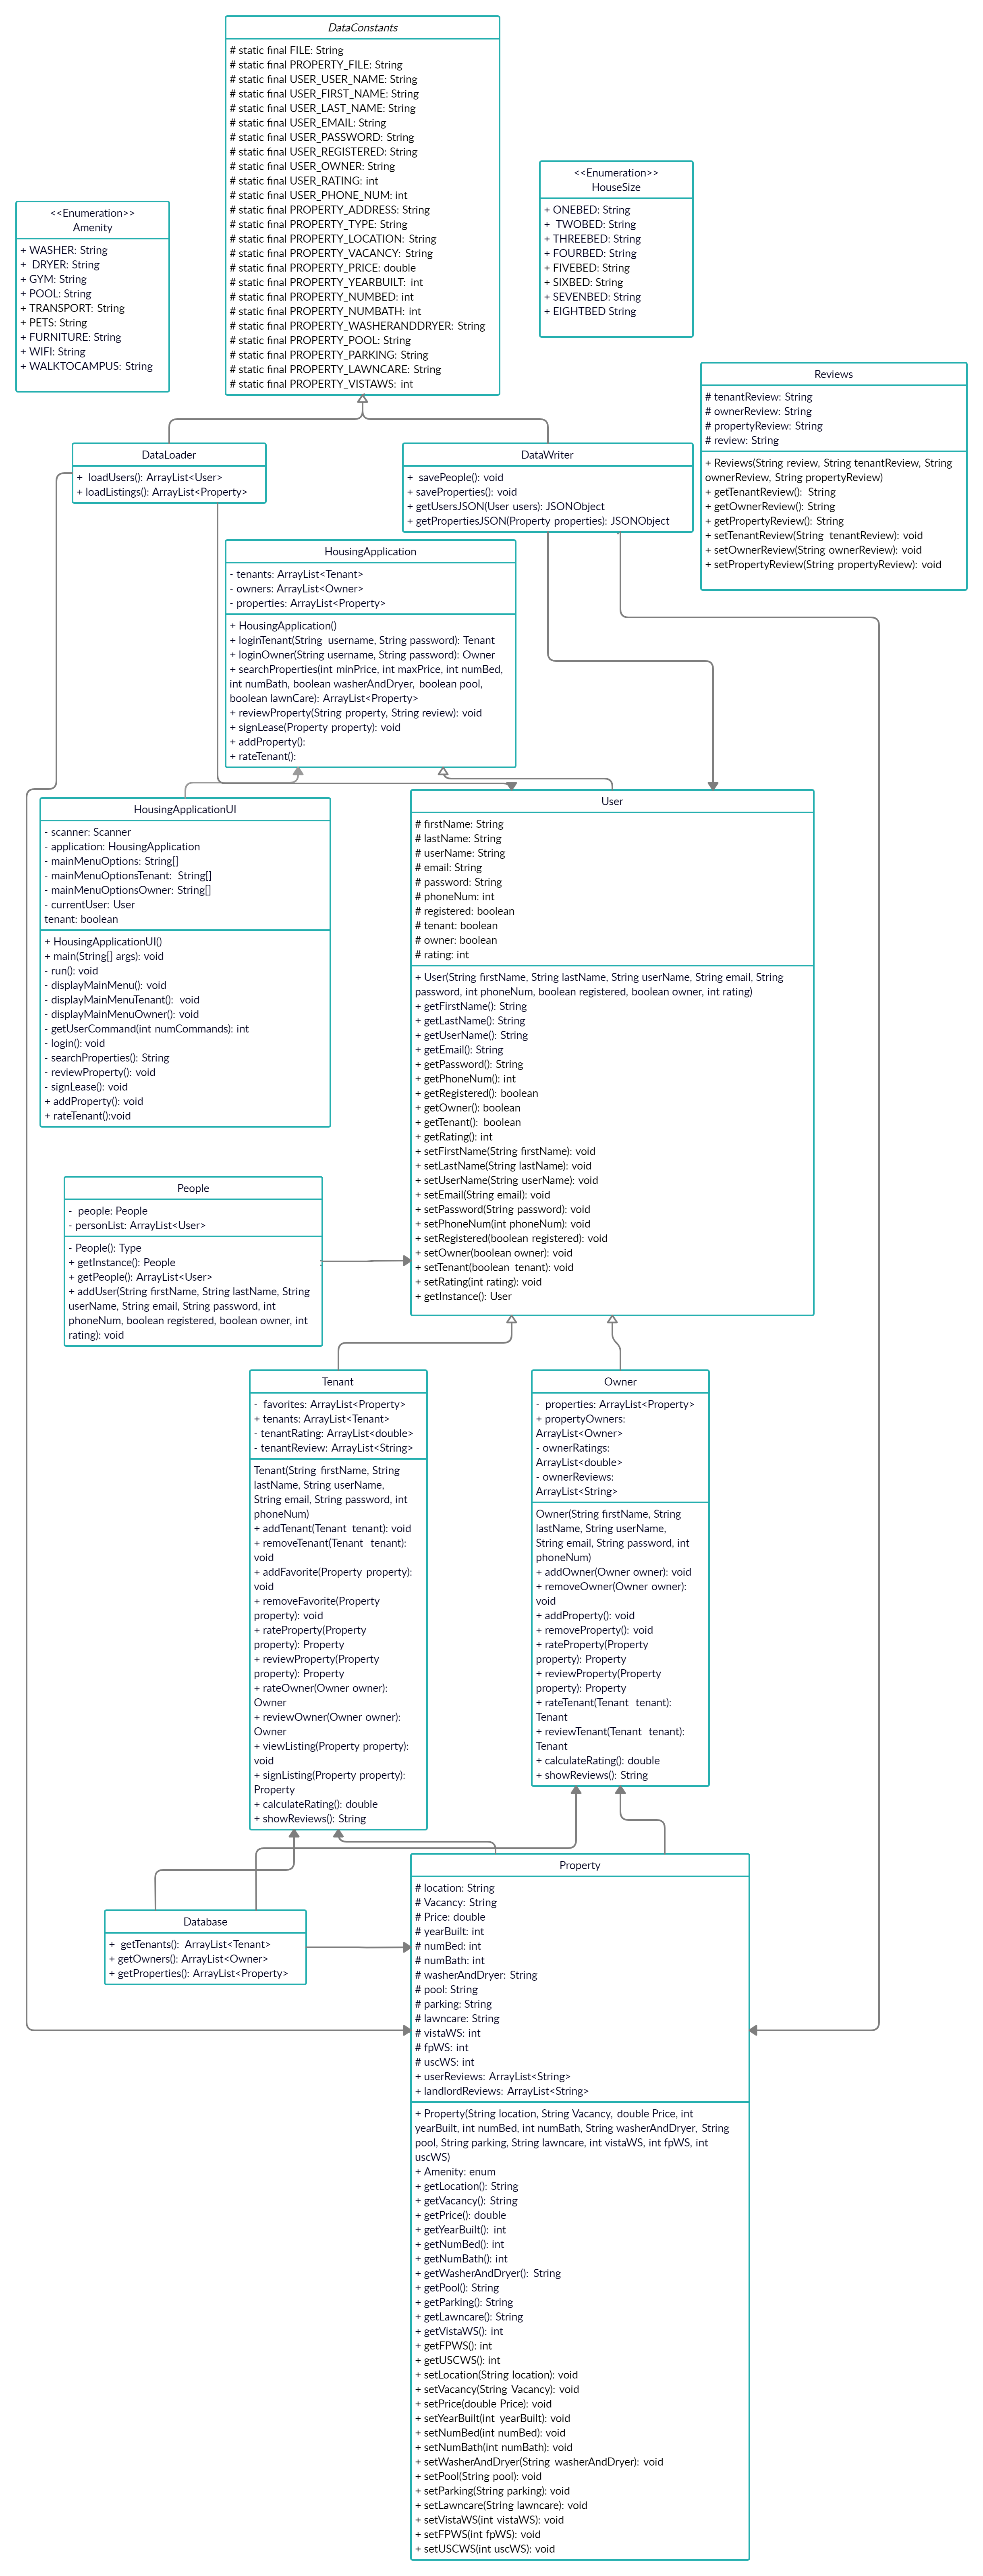 DataConstants
# static final FILE: String
# static final PROPERTY_FILE: String
# static final USER_USER_NAME: String
# static final USER_FIRST_NAME: String
# static final USER_LAST_NAME: String
# static final USER_EMAIL: String
# static final USER_PASSWORD: String
# static final USER_REGISTERED: String
# static final USER_OWNER: String
# static final USER_RATING: int
# static final USER_PHONE_NUM: int
# static final PROPERTY_ADDRESS: String
# static final PROPERTY_TYPE: String
# static final PROPERTY_LOCATION: String
# static final PROPERTY_VACANCY: String
# static final PROPERTY_PRICE: double
# static final PROPERTY_YEARBUILT: int
# static final PROPERTY_NUMBED: int
# static final PROPERTY_NUMBATH: int
# static final PROPERTY_WASHERANDDRYER: String
# static final PROPERTY_POOL: String
# static final PROPERTY_PARKING: String
# static final PROPERTY_LAWNCARE: String
# static final PROPERTY_VISTAWS: int
<<Enumeration>>
HouseSize
+ ONEBED: String
+ TWOBED: String
+ THREEBED: String
+ FOURBED: String
+ FIVEBED: String
+ SIXBED: String
+ SEVENBED: String
+ EIGHTBED String
<<Enumeration>>
Amenity
+ WASHER: String
+ DRYER: String
+ GYM: String
+ POOL: String
+ TRANSPORT: String
+ PETS: String
+ FURNITURE: String
+ WIFI: String
+ WALKTOCAMPUS: String
Reviews
# tenantReview: String
# ownerReview: String
# propertyReview: String
# review: String
+ Reviews(String review, String tenantReview, String
ownerReview, String propertyReview)
+ getTenantReview(): String
+ getOwnerReview(): String
+ getPropertyReview(): String
+ setTenantReview(String tenantReview): void
+ setOwnerReview(String ownerReview): void
+ setPropertyReview(String propertyReview): void
DataLoader
+ loadUsers(): ArrayList<User>
+ loadListings(): ArrayList<Property>
DataWriter
+ savePeople(): void
+ saveProperties(): void
+ getUsersJSON(User users): JSONObject
+ getPropertiesJSON(Property properties): JSONObject
HousingApplication
- tenants: ArrayList<Tenant>
- owners: ArrayList<Owner>
- properties: ArrayList<Property>
+ HousingApplication()
+ loginTenant(String username, String password): Tenant
+ loginOwner(String username, String password): Owner
+ searchProperties(int minPrice, int maxPrice, int numBed,
int numBath, boolean washerAndDryer, boolean pool,
boolean lawnCare): ArrayList<Property>
+ reviewProperty(String property, String review): void
+ signLease(Property property): void
+ addProperty():
+ rateTenant():
HousingApplicationUI
- scanner: Scanner
- application: HousingApplication
- mainMenuOptions: String[]
- mainMenuOptionsTenant: String[]
- mainMenuOptionsOwner: String[]
- currentUser: User
tenant: boolean
+ HousingApplicationUI()
+ main(String[] args): void
- run(): void
- displayMainMenu(): void
- displayMainMenuTenant(): void
- displayMainMenuOwner(): void
- getUserCommand(int numCommands): int
- login(): void
- searchProperties(): String
- reviewProperty(): void
- signLease(): void
+ addProperty(): void
+ rateTenant():void
User
# firstName: String
# lastName: String
# userName: String
# email: String
# password: String
# phoneNum: int
# registered: boolean
# tenant: boolean
# owner: boolean
# rating: int
+ User(String firstName, String lastName, String userName, String email, String
password, int phoneNum, boolean registered, boolean owner, int rating)
+ getFirstName(): String
+ getLastName(): String
+ getUserName(): String
+ getEmail(): String
+ getPassword(): String
+ getPhoneNum(): int
+ getRegistered(): boolean
+ getOwner(): boolean
+ getTenant(): boolean
+ getRating(): int
+ setFirstName(String firstName): void
+ setLastName(String lastName): void
+ setUserName(String userName): void
+ setEmail(String email): void
+ setPassword(String password): void
+ setPhoneNum(int phoneNum): void
+ setRegistered(boolean registered): void
+ setOwner(boolean owner): void
+ setTenant(boolean tenant): void
+ setRating(int rating): void
+ getInstance(): User
People
- people: People
- personList: ArrayList<User>
- People(): Type
+ getInstance(): People
+ getPeople(): ArrayList<User>
+ addUser(String firstName, String lastName, String
userName, String email, String password, int
phoneNum, boolean registered, boolean owner, int
rating): void
Tenant
- favorites: ArrayList<Property>
+ tenants: ArrayList<Tenant>
- tenantRating: ArrayList<double>
- tenantReview: ArrayList<String>
Tenant(String firstName, String
lastName, String userName,
String email, String password, int
phoneNum)
+ addTenant(Tenant tenant): void
+ removeTenant(Tenant tenant):
void
+ addFavorite(Property property):
void
+ removeFavorite(Property
property): void
+ rateProperty(Property
property): Property
+ reviewProperty(Property
property): Property
+ rateOwner(Owner owner):
Owner
+ reviewOwner(Owner owner):
Owner
+ viewListing(Property property):
void
+ signListing(Property property):
Property
+ calculateRating(): double
+ showReviews(): String
Owner
- properties: ArrayList<Property>
+ propertyOwners:
ArrayList<Owner>
- ownerRatings:
ArrayList<double>
- ownerReviews:
ArrayList<String>
Owner(String firstName, String
lastName, String userName,
String email, String password, int
phoneNum)
+ addOwner(Owner owner): void
+ removeOwner(Owner owner):
void
+ addProperty(): void
+ removeProperty(): void
+ rateProperty(Property
property): Property
+ reviewProperty(Property
property): Property
+ rateTenant(Tenant tenant):
Tenant
+ reviewTenant(Tenant tenant):
Tenant
+ calculateRating(): double
+ showReviews(): String
Database
+ getTenants(): ArrayList<Tenant>
+ getOwners(): ArrayList<Owner>
+ getProperties(): ArrayList<Property>
Property
# location: String
# Vacancy: String
# Price: double
# yearBuilt: int
# numBed: int
# numBath: int
# washerAndDryer: String
# pool: String
# parking: String
# lawncare: String
# vistaWS: int
# fpWS: int
# uscWS: int
+ userReviews: ArrayList<String>
+ landlordReviews: ArrayList<String>
+ Property(String location, String Vacancy, double Price, int
yearBuilt, int numBed, int numBath, String washerAndDryer, String
pool, String parking, String lawncare, int vistaWS, int fpWS, int
uscWS)
+ Amenity: enum
+ getLocation(): String
+ getVacancy(): String
+ getPrice(): double
+ getYearBuilt(): int
+ getNumBed(): int
+ getNumBath(): int
+ getWasherAndDryer(): String
+ getPool(): String
+ getParking(): String
+ getLawncare(): String
+ getVistaWS(): int
+ getFPWS(): int
+ getUSCWS(): int
+ setLocation(String location): void
+ setVacancy(String Vacancy): void
+ setPrice(double Price): void
+ setYearBuilt(int yearBuilt): void
+ setNumBed(int numBed): void
+ setNumBath(int numBath): void
+ setWasherAndDryer(String washerAndDryer): void
+ setPool(String pool): void
+ setParking(String parking): void
+ setLawncare(String lawncare): void
+ setVistaWS(int vistaWS): void
+ setFPWS(int fpWS): void
+ setUSCWS(int uscWS): void